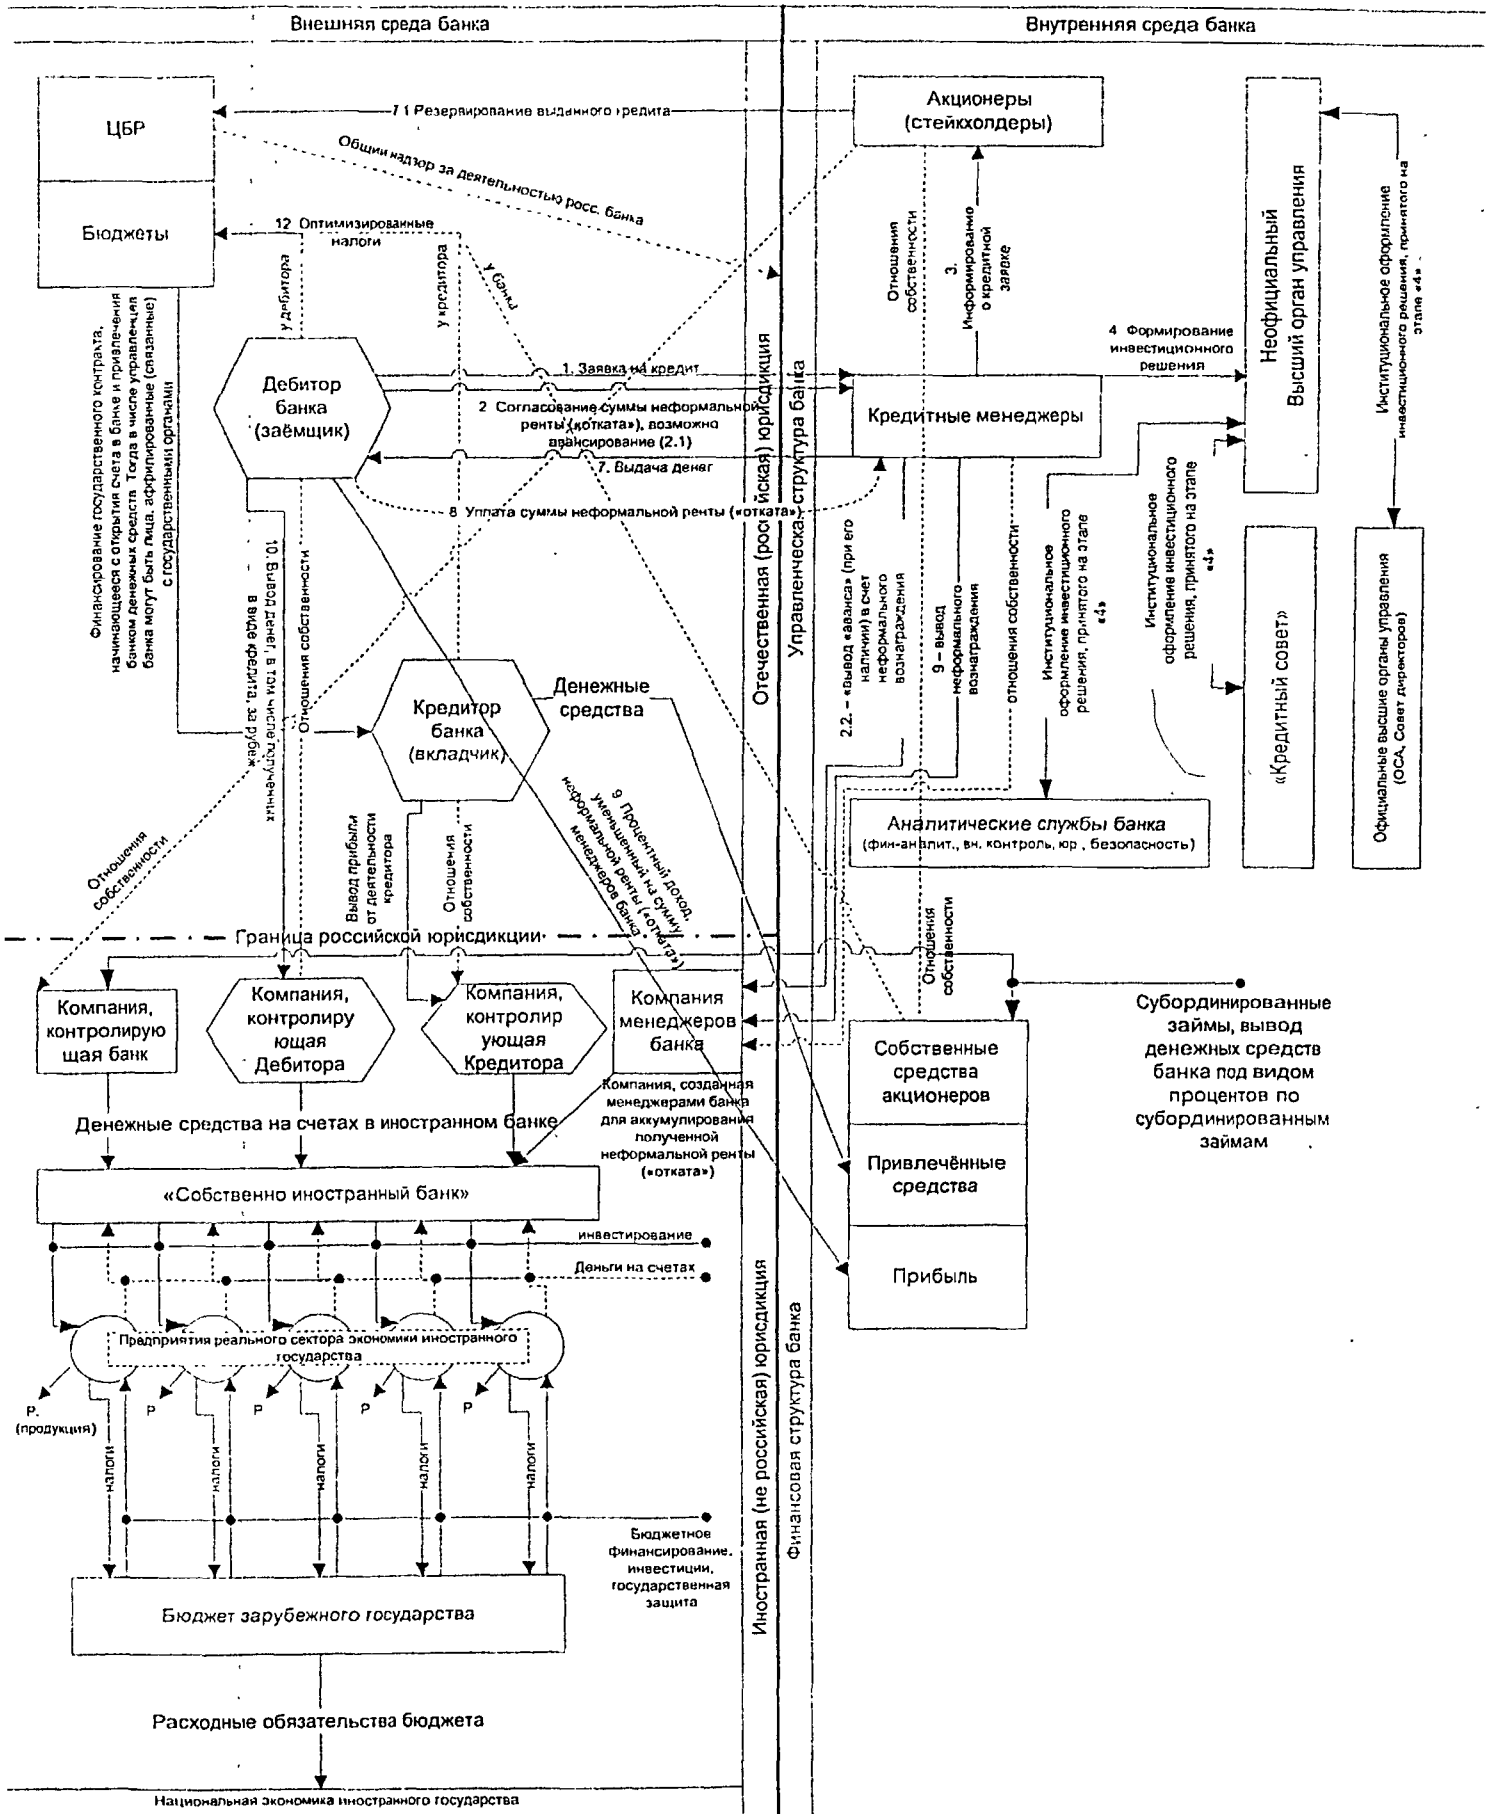 Внешняя среда банка
Внутренняя среда банка
ЦБР
Бюджеты
7.1 Резервирование выданного кредита
Общий надзор за деятельностью росс. банка
12 Оптимизированные
налоги
у дебитора
у кредитора
у банка
Акционеры
(стейкхолдеры)
Отношения
собственности
3.
Информирование
о кредитной
заявке
Неофициальный
Высший орган управления
Институциональное оформление
инвестиционного решения, принятого на
этапе «4»
4 Формирование
инвестиционного
решения
Дебитор
банка
(заёмщик)
1. Заявка на кредит
2 Согласование суммы неформальной
ренты («отката»), возможно
авансирование (2.1)
7. Выдача денег
8 Уплата суммы неформальной ренты («отката»)
Кредитные менеджеры
Финансирование государственного контракта,
начинающееся с открытия счета в банке и привлечения
банком денежных средств. Тогда в числе управленцев
банка могут быть лица, аффилированные (связанные)
с государственными органами
10. Вывод денег, в том числе полученных
в виде кредита, за рубеж
Отношения собственности
Отечественная (российская) юрисдикция
Управленческая структура банка
2.2. – «вывод «аванса» (при его
наличии) в счет
неформального
вознаграждения
9 – вывод
неформального
вознаграждения
отношения собственности
Институциональное
оформление инвестиционного
решения, принятого на этапе
«4»
Институциональное
оформление инвестиционного
решения, принятого на этапе
«4»
«Кредитный совет»
Официальные высшие органы управления
(ОСА, Совет директоров)
Кредитор
банка
(вкладчик)
Денежные
средства
9 Процентный доход,
уменьшенный на сумму
неформальной ренты («отката»)
менеджеров банка
Аналитические службы банка
(фин-аналит., вн. контроль, юр , безопасность)
Отношения
собственности
Вывод прибыли
от деятельности
кредитора
Отношения
собственности
Отношения
собственности
Граница российской юрисдикции
Компания,
контролирую
щая банк
Компания,
контролиру
ющая
Дебитора
Компания,
контролир
ующая
Кредитора
Компания
менеджеров
банка
Компания, созданная
менеджерами банка
для аккумулирования
полученной
неформальной ренты
(«отката»)
Собственные
средства
акционеров
Привлечённые
средства
Прибыль
Субординированные
займы, вывод
денежных средств
банка под видом
процентов по
субординированным
займам
Денежные средства на счетах в иностранном банке
«Собственно иностранный банк»
инвестирование
Деньги на счетах
Предприятия реального сектора экономики иностранного
государства
Р.
(продукция)
Р
Р
Р
Р
налоги
налоги
налоги
налоги
налоги
Иностранная (не российская) юрисдикция
Финансовая структура банка
Бюджетное
финансирование,
инвестиции,
государственная
защита
Бюджет зарубежного государства
Расходные обязательства бюджета
Национальная экономика иностранного государства